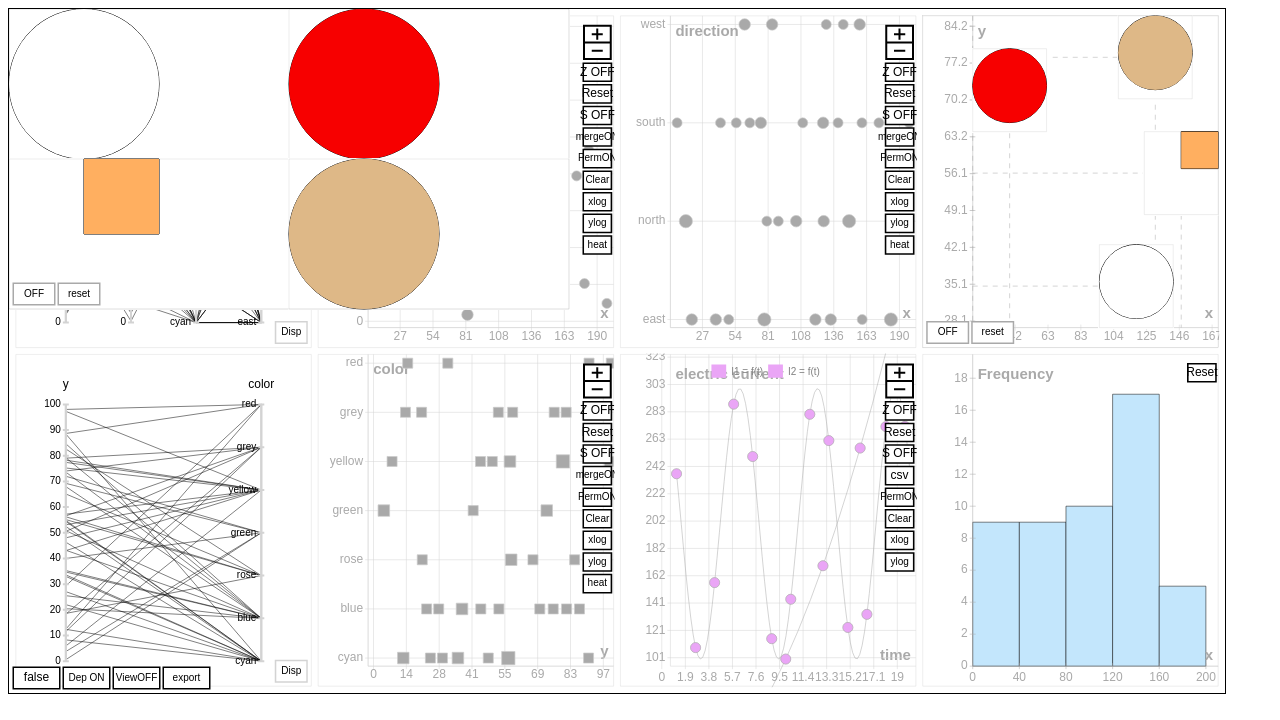 OFF
reset
0
0
cyan
east
Disp
0
27
54
81
108
136
163
190
x
+
−
Z OFF
Reset
S OFF
mergeON
PermON
Clear
xlog
ylog
heat
direction
west
south
north
east
27
54
81
108
136
163
190
x
+
−
Z OFF
Reset
S OFF
mergeON
PermON
Clear
xlog
ylog
heat
y
84.2
77.2
70.2
63.2
56.1
49.1
42.1
35.1
28.1
63
83
104
125
146
167
x
OFF
reset
y
color
100
90
80
70
60
50
40
30
20
10
0
red
grey
yellow
green
rose
blue
cyan
false
Dep ON
ViewOFF
export
Disp
color
red
grey
yellow
green
rose
blue
cyan
0
14
28
41
55
69
83
97
y
+
−
Z OFF
Reset
S OFF
mergeON
PermON
Clear
xlog
ylog
heat
electric current
I1 = f(t)
I2 = f(t)
323
303
283
263
242
222
202
182
162
141
121
101
0
1.9
3.8
5.7
7.6
9.5
11.4
13.3
15.2
17.1
19
time
+
−
Z OFF
Reset
S OFF
csv
PermON
Clear
xlog
ylog
Frequency
Reset
18
16
14
12
10
8
6
4
2
0
0
40
80
120
160
200
x